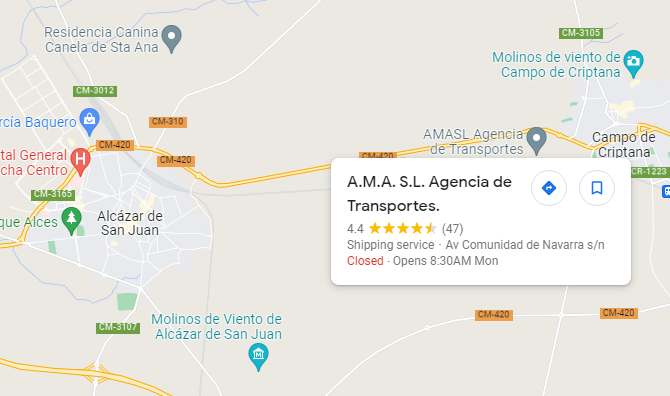 Residencia Canina
Canela de Sta Ana
CM-3105
Molinos de viento de
Campo de Criptana
CM-3012
rcía Baquero
CM-310
CM-420
AMASL Agencia
de Transportes
Campo de
Criptana
tal General
cha Centro
CM-420
CM-420
CR-1223
A.M.A. S.L. Agencia de
Transportes.
4.4 (47)
Shipping service · Av Comunidad de Navarra s/n
Closed · Opens 8:30AM Mon
CM-3165
que Alces
Alcázar de
San Juan
CM-420
CM-420
CM-3107
Molinos de Viento de
Alcázar de San Juan